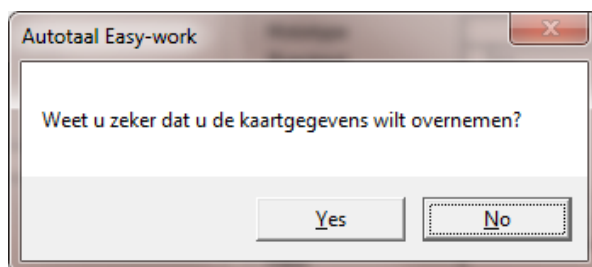 Autotaal Easy-work
Weet u zeker dat u de kaartgegevens wilt overnemen?
Yes
No